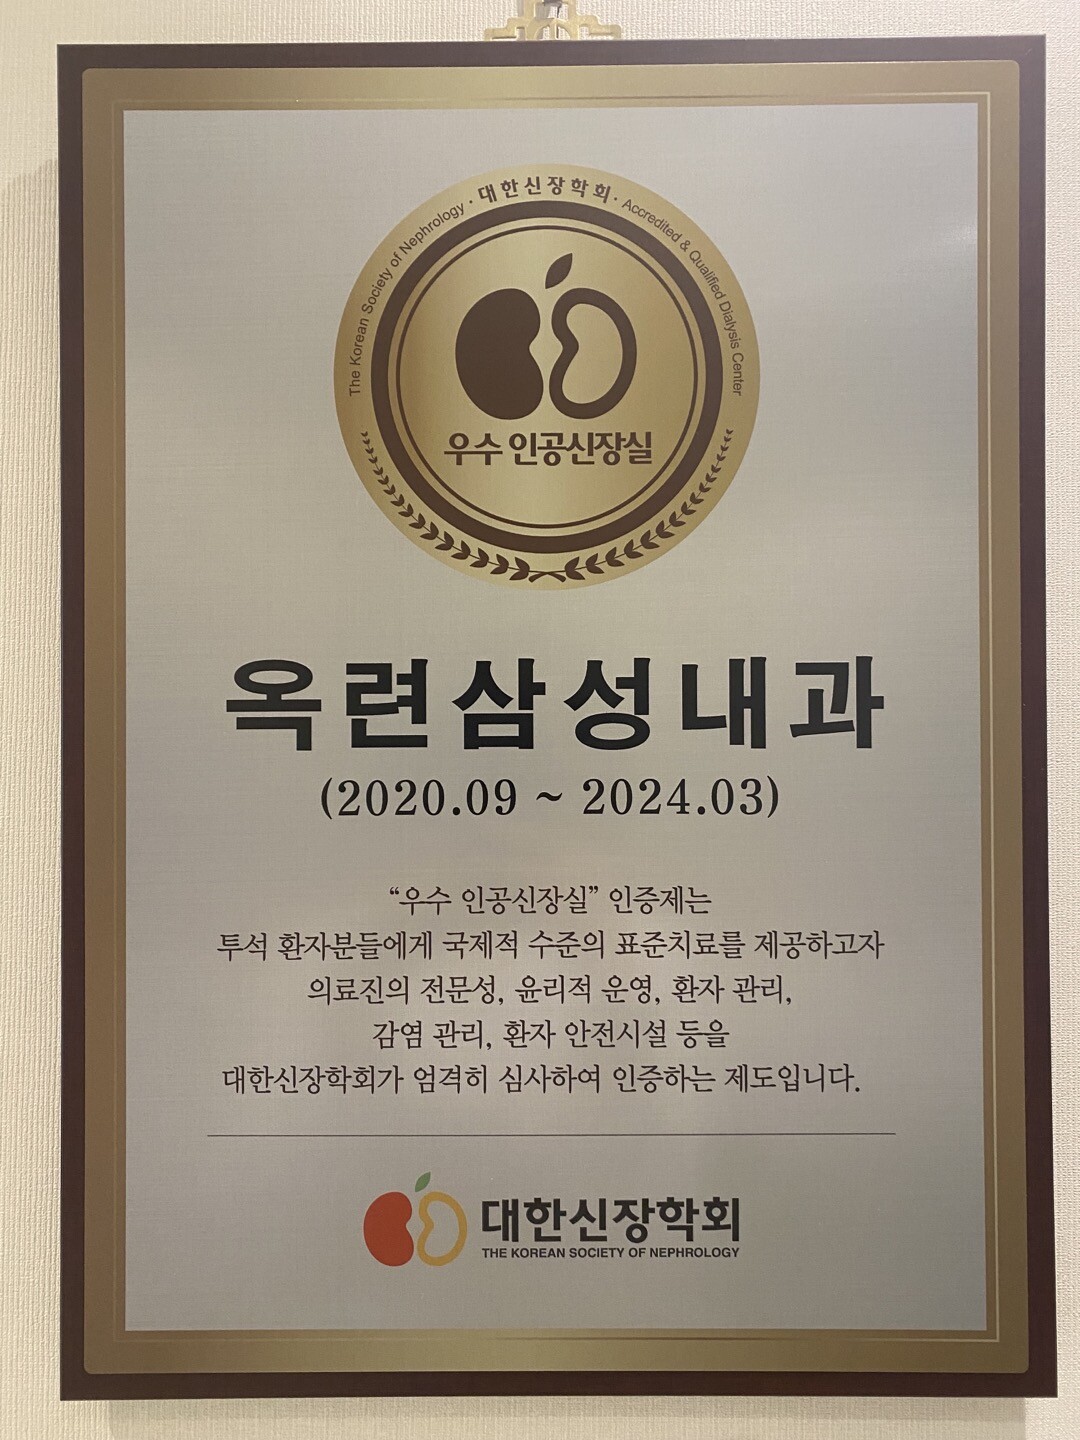 The Korean Society of Nephrology · 대한신장학회 · Accredited & Qualified Dialysis Center
우수 인공신장실
옥련삼성내과
(2020.09 ~ 2024.03)
“우수 인공신장실” 인증제는
투석 환자분들에게 국제적 수준의 표준치료를 제공하고자
의료진의 전문성, 윤리적 운영, 환자 관리,
감염 관리, 환자 안전시설 등을
대한신장학회가 엄격히 심사하여 인증하는 제도입니다.
대한신장학회
THE KOREAN SOCIETY OF NEPHROLOGY